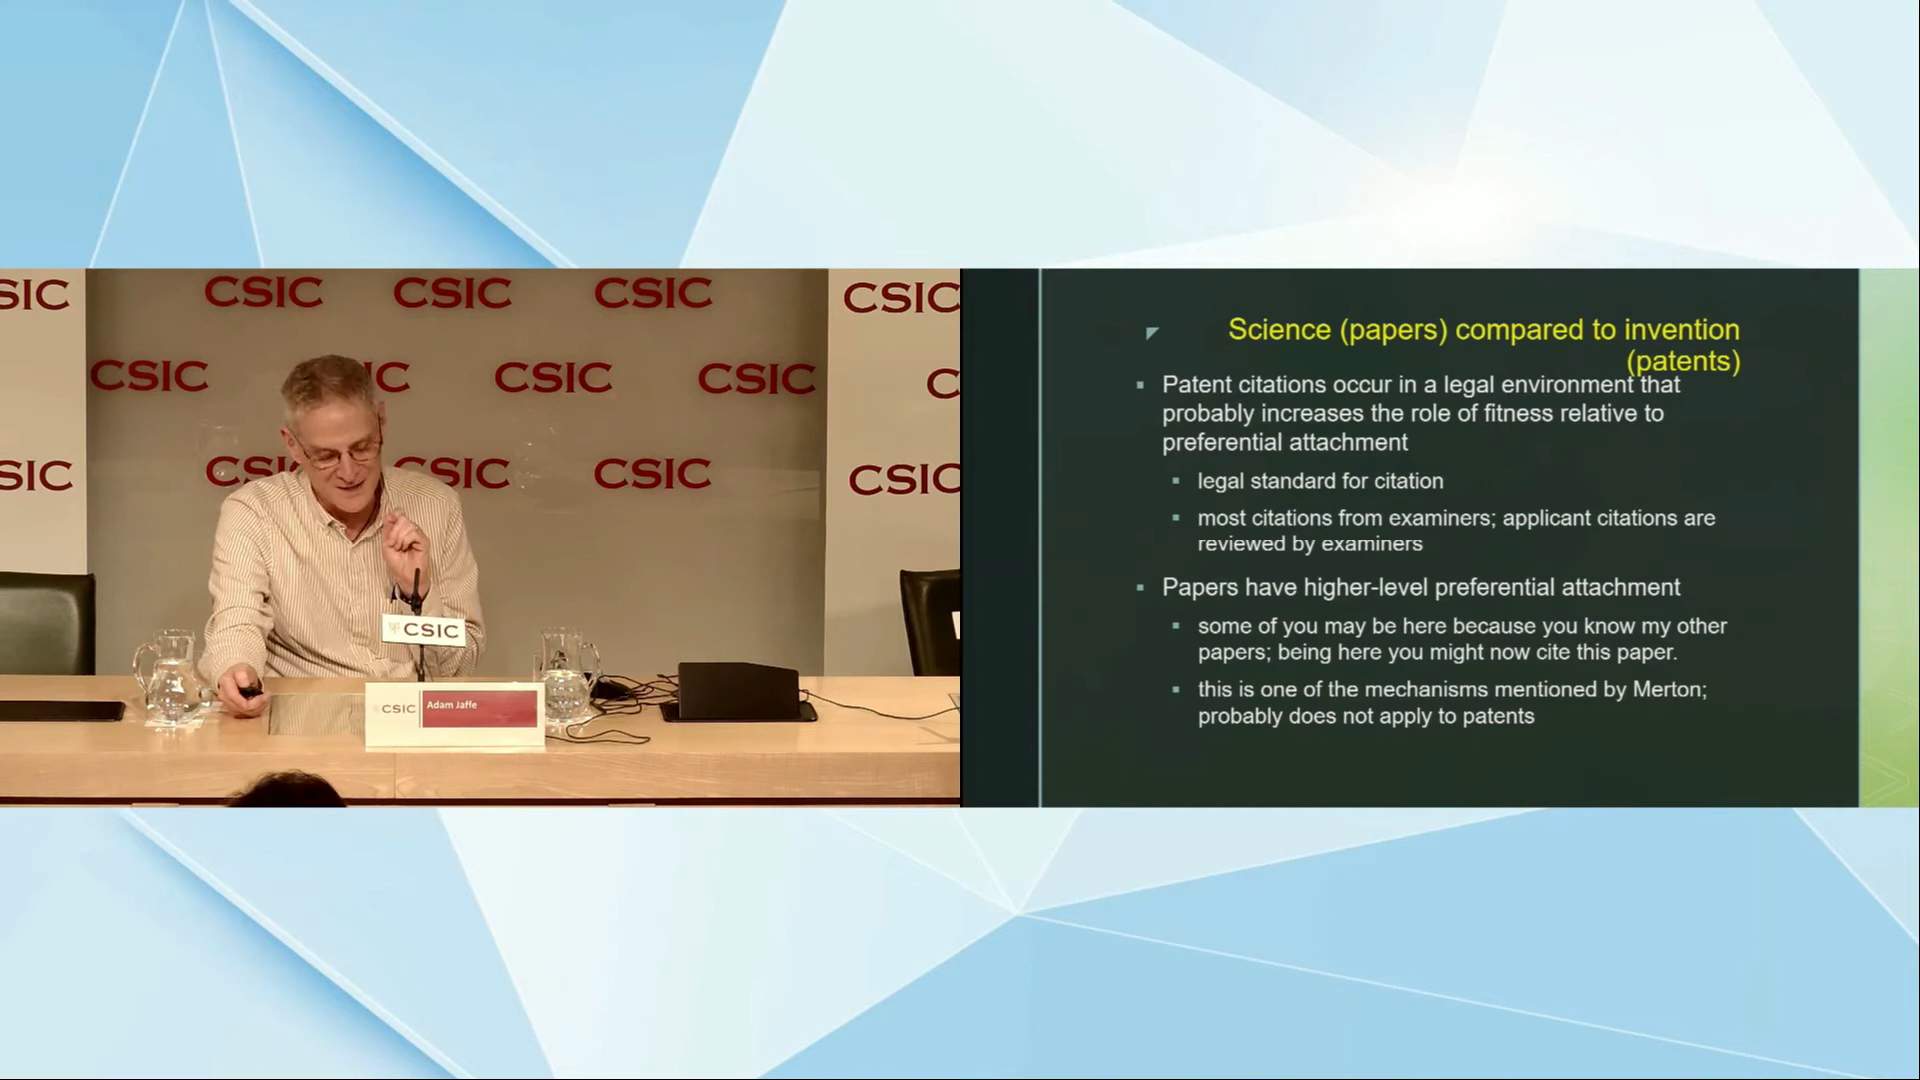 SIC
CSIC
CSIC
CSIC
CSIC
CSIC
IC
CSIC
CSIC
C
SIC
CSI
CSIC
CSIC
CSIC
CSIC
CSIC
Adam Jaffe
Science (papers) compared to invention
(patents)
Patent citations occur in a legal environment that
probably increases the role of fitness relative to
preferential attachment
legal standard for citation
most citations from examiners; applicant citations are
reviewed by examiners
Papers have higher-level preferential attachment
some of you may be here because you know my other
papers; being here you might now cite this paper.
this is one of the mechanisms mentioned by Merton;
probably does not apply to patents